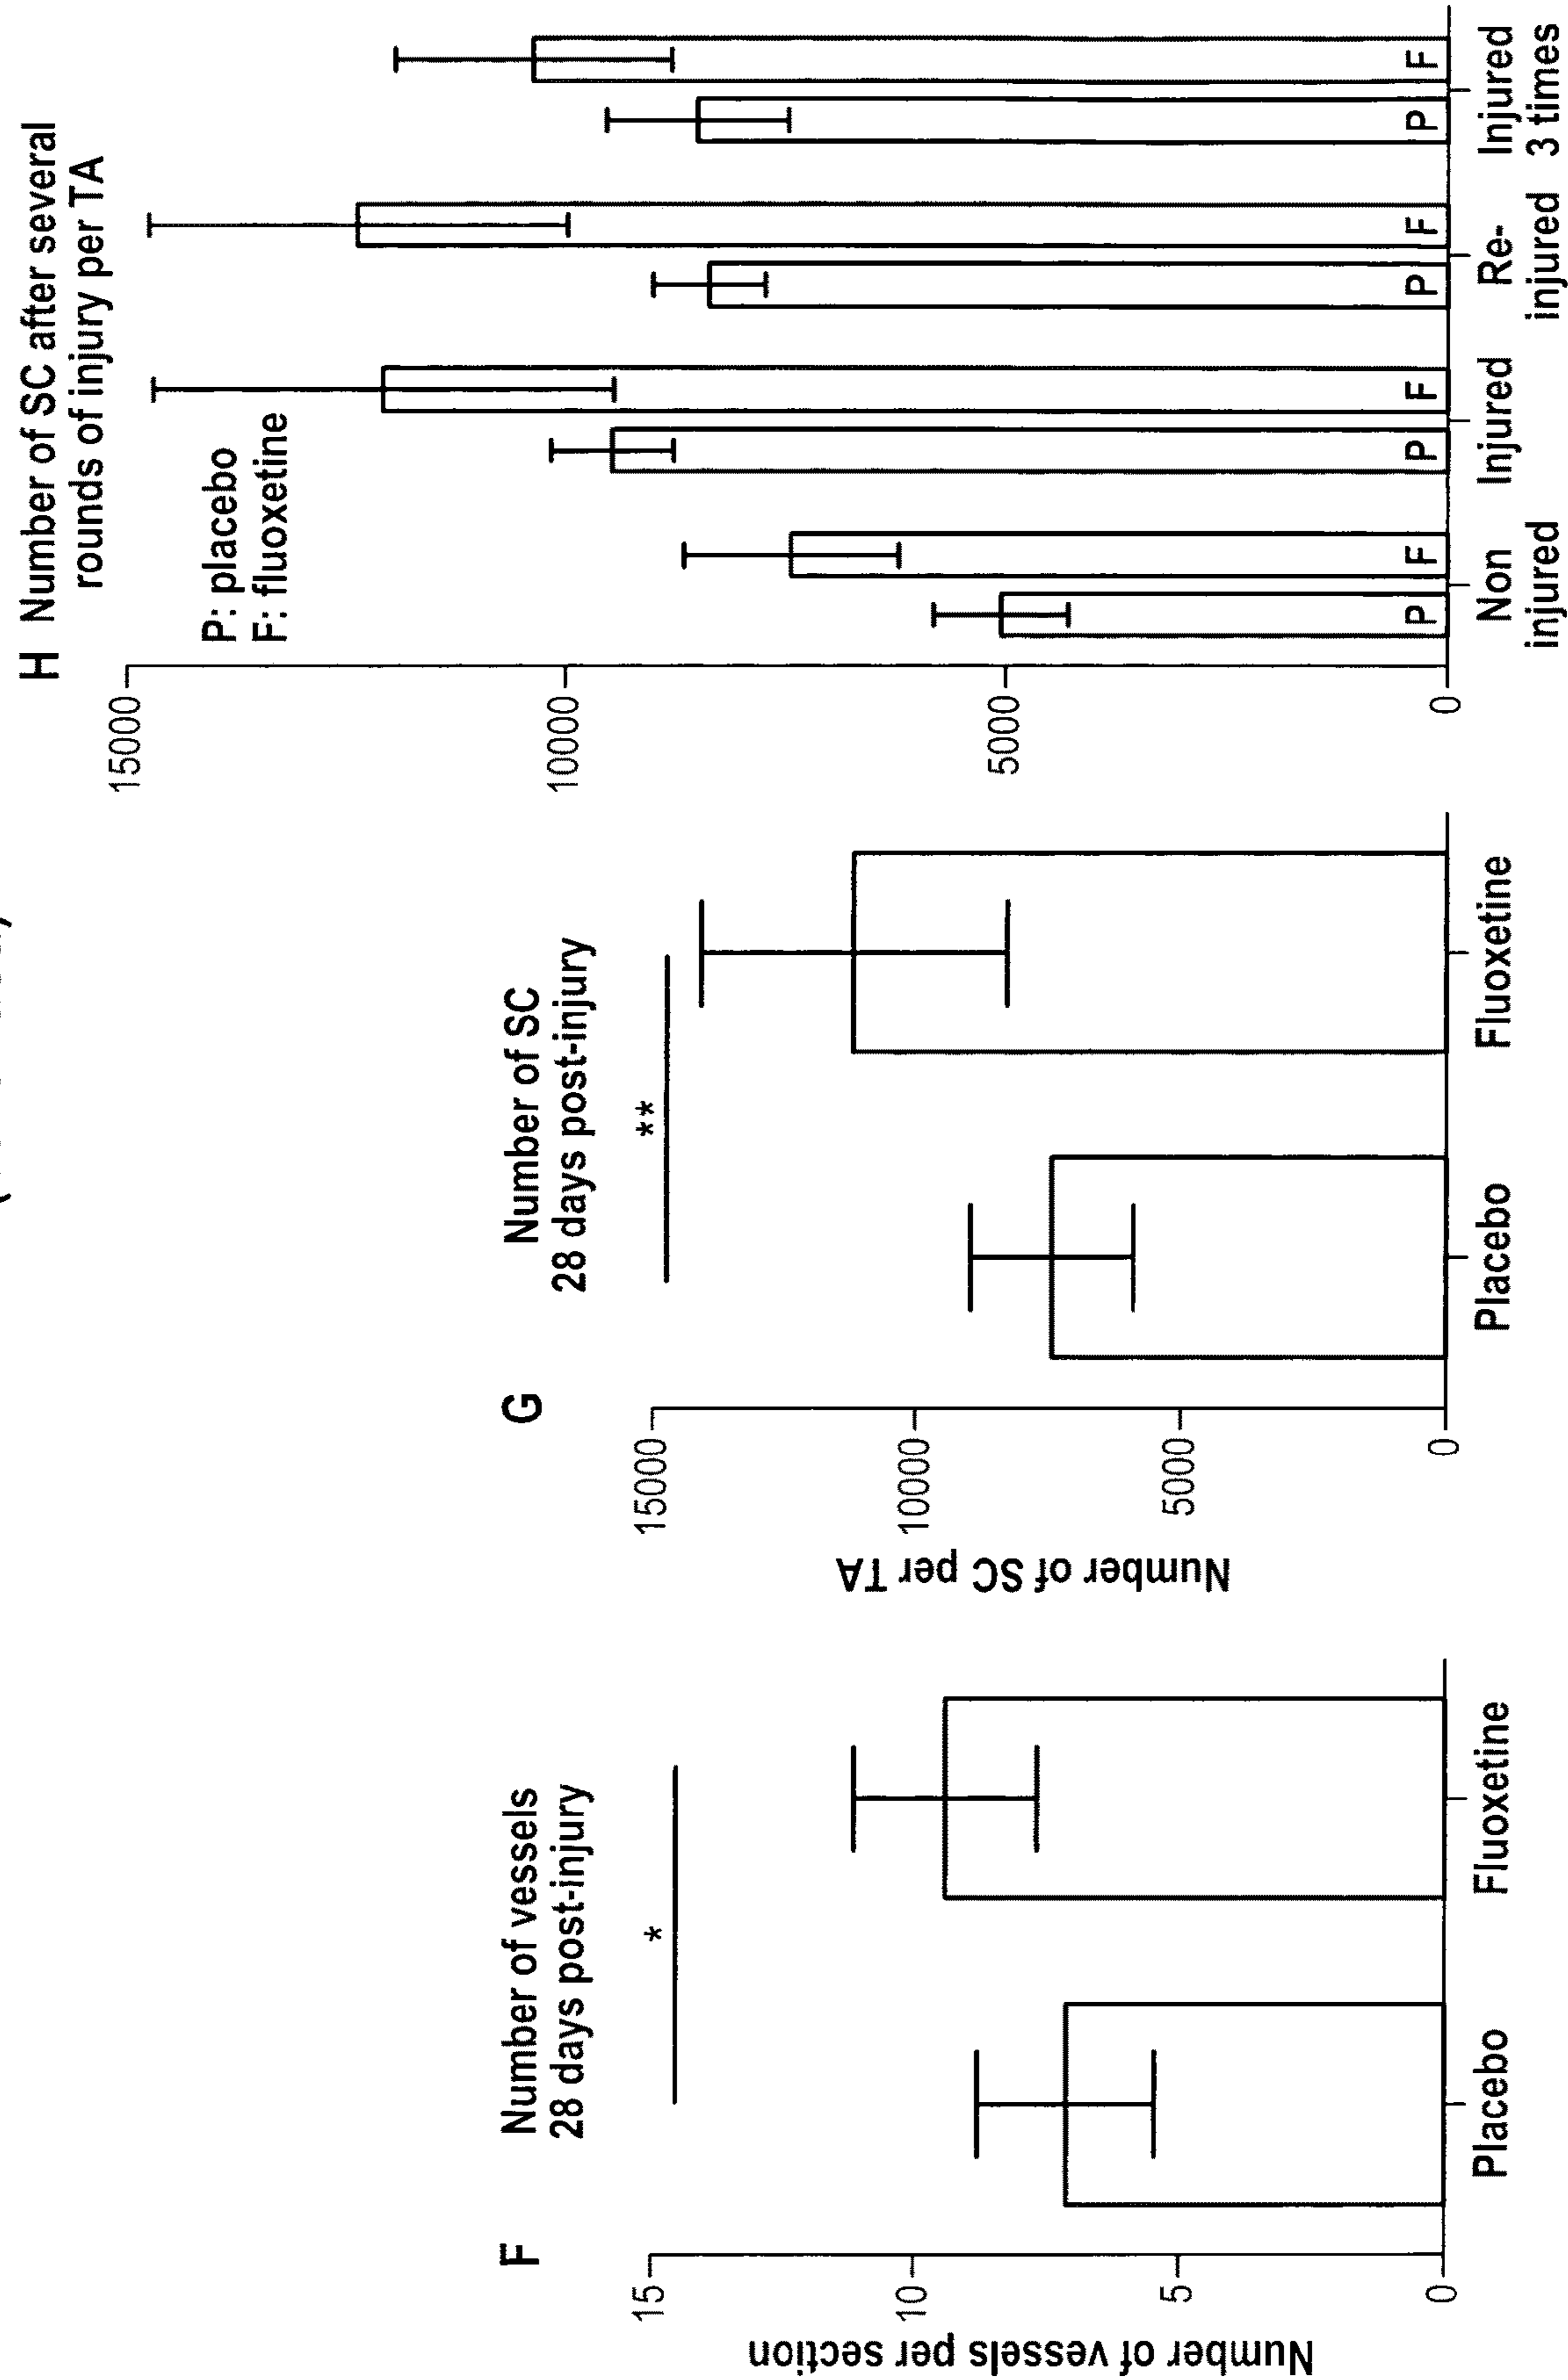 F
Number of vessels
28 days post-injury
*
Number of vessels per section
15
10
5
0
Placebo
Fluoxetine
G
Number of SC
28 days post-injury
**
Number of SC per TA
15000
10000
5000
0
Placebo
Fluoxetine
H Number of SC after several
rounds of injury per TA
P: placebo
F: fluoxetine
15000
10000
5000
0
P F P F P F P F
Non Injured Re- Injured
injured injured 3 times